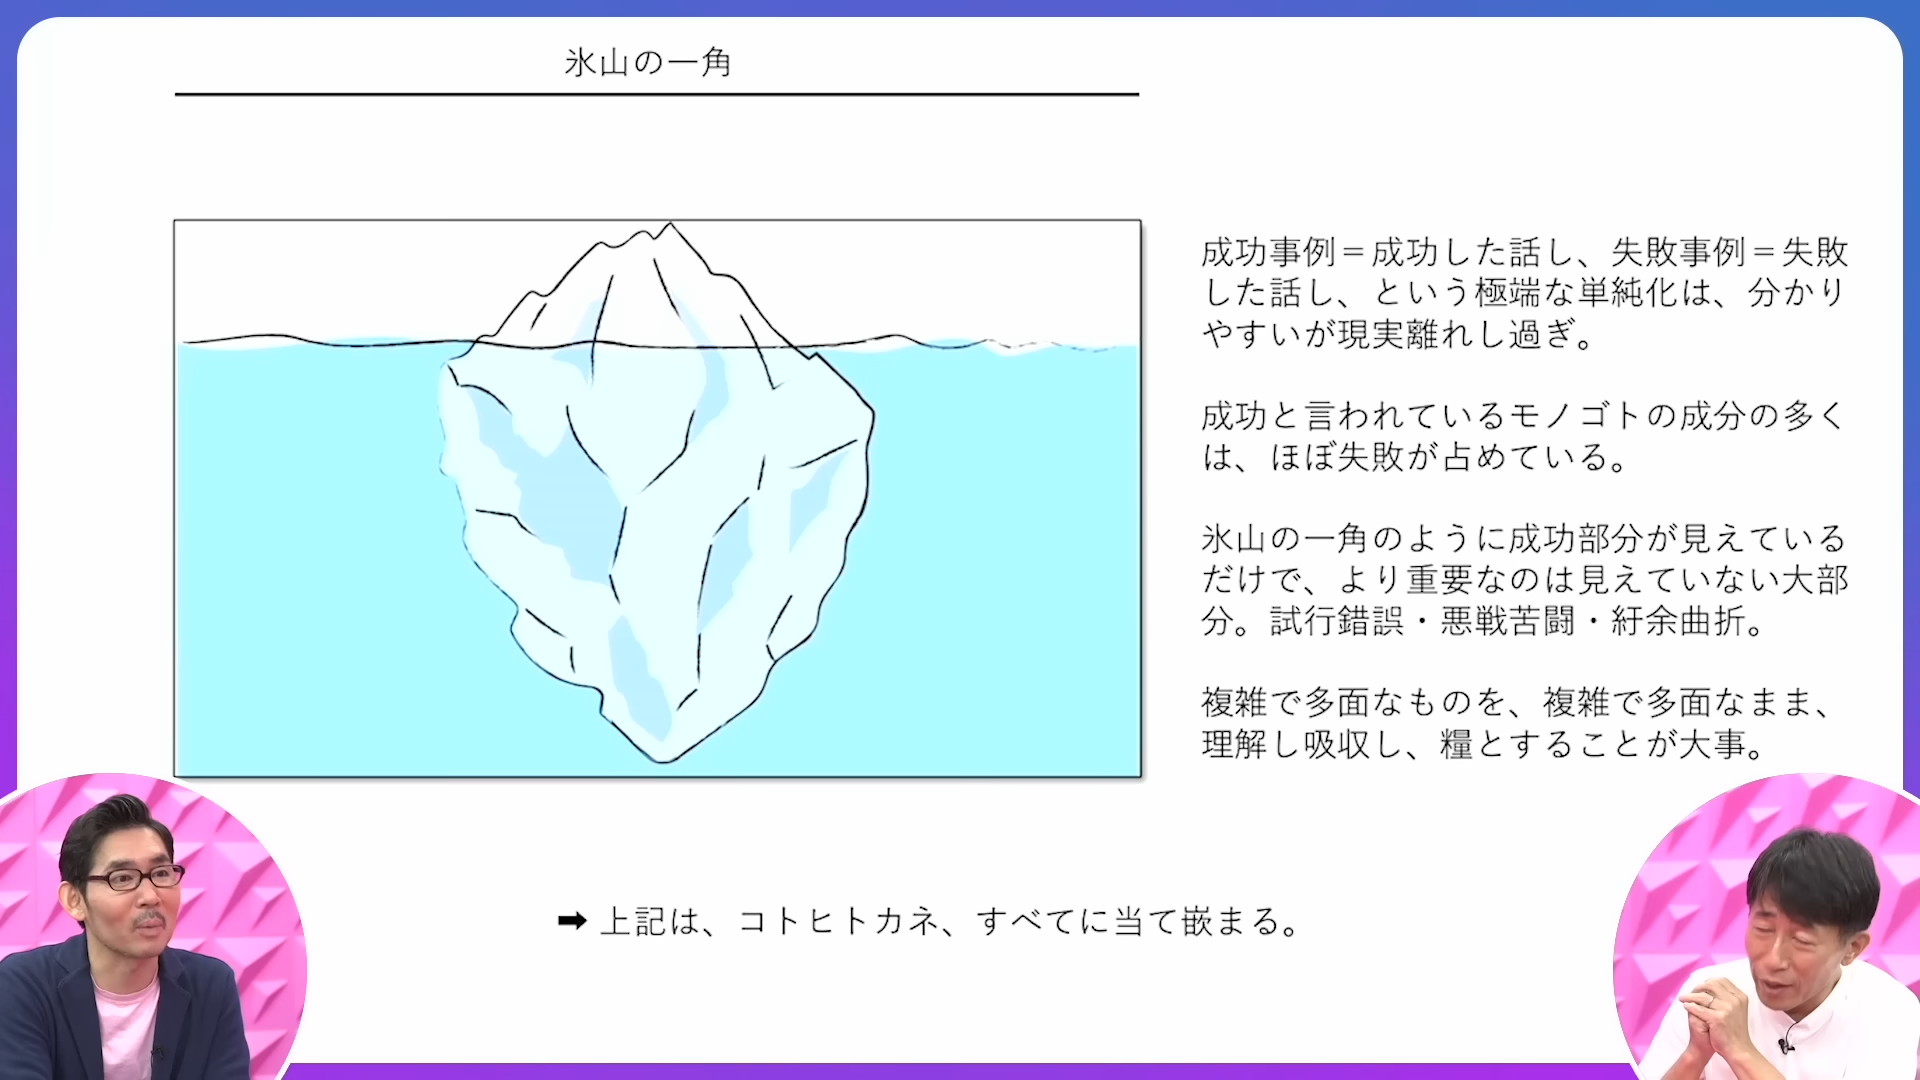 氷山の一角
成功事例＝成功した話し、失敗事例＝失敗
した話し、という極端な単純化は、分かり
やすいが現実離れし過ぎ。
成功と言われているモノゴトの成分の多く
は、ほぼ失敗が占めている。
氷山の一角のように成功部分が見えている
だけで、より重要なのは見えていない大部
分。試行錯誤・悪戦苦闘・紆余曲折。
複雑で多面なものを、複雑で多面なまま、
理解し吸収し、糧とすることが大事。
➡ 上記は、コトヒトカネ、すべてに当て嵌まる。